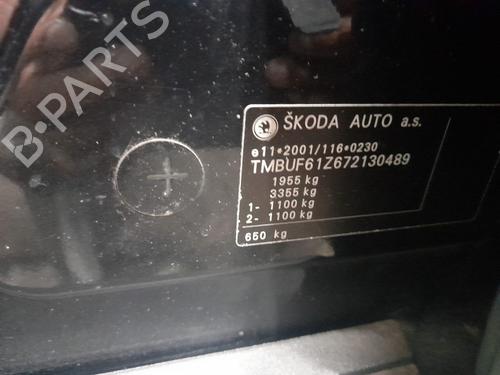 B-PARTS
ŠKODA AUTO a.s.
e11*2001/116*0230
TMBUF61Z672130489
1955 kg
3355 kg
1- 1100 kg
2- 1100 kg
650 kg